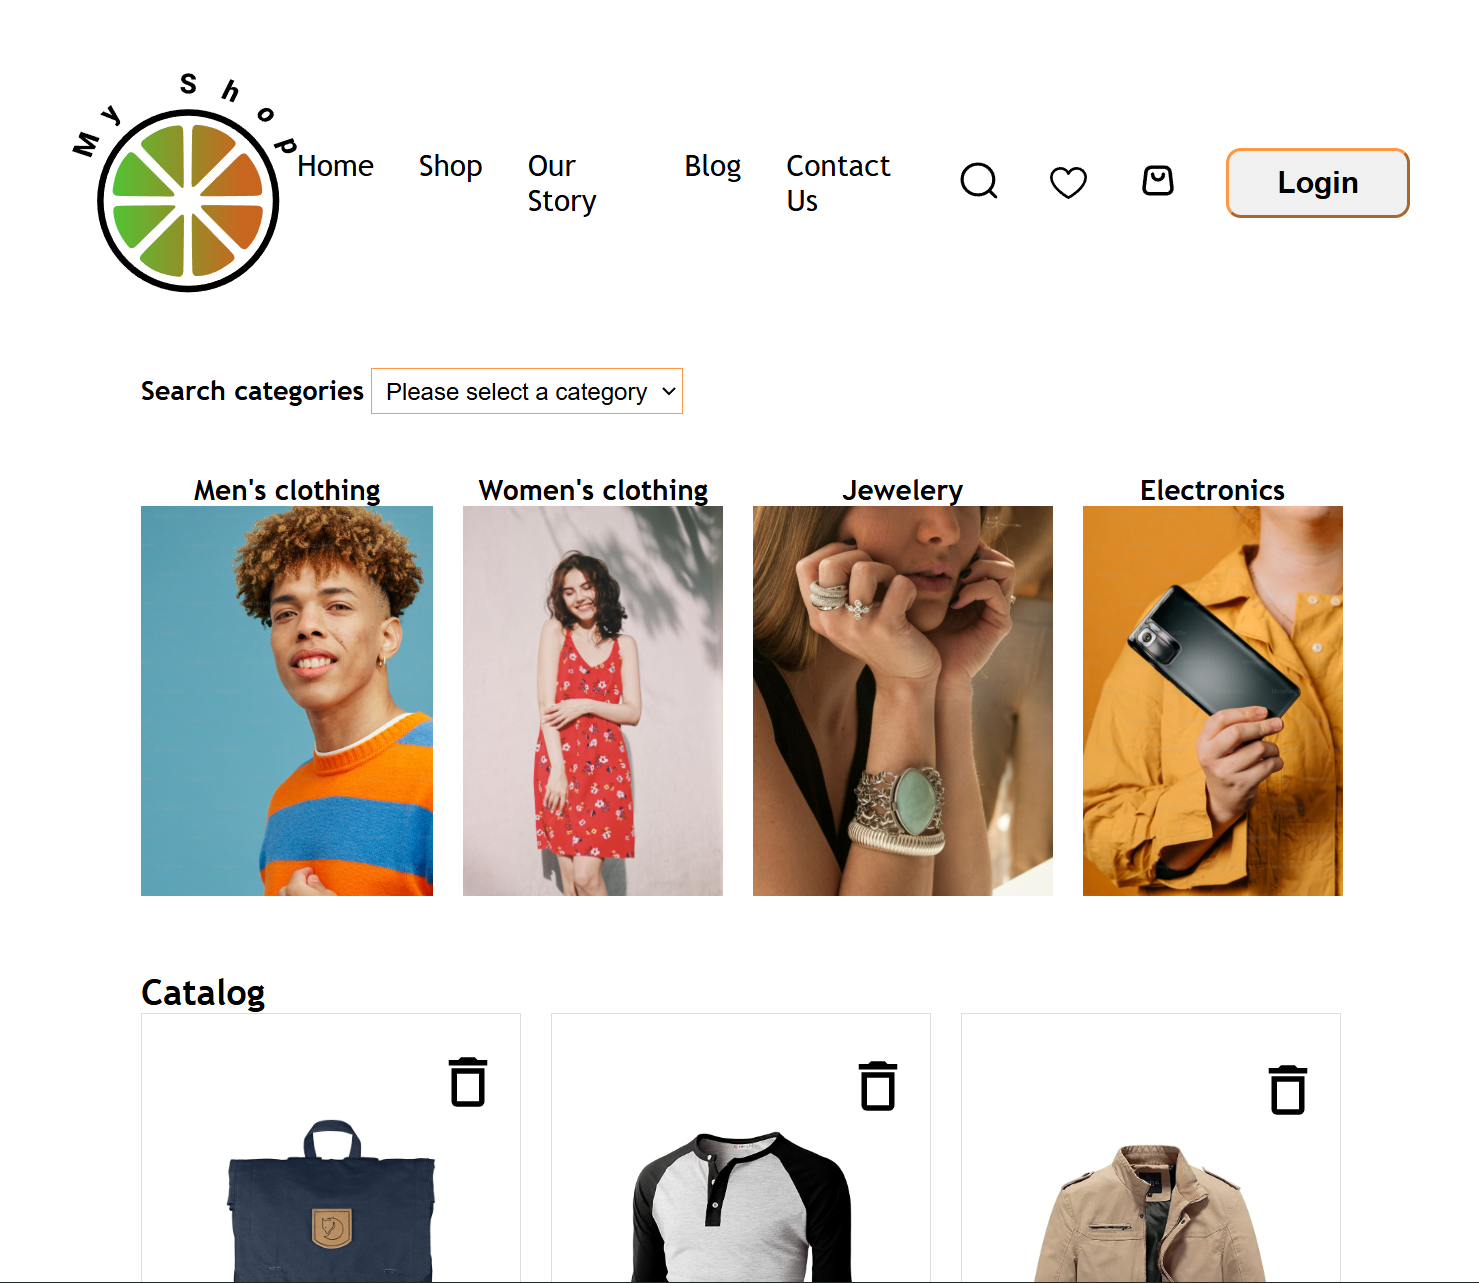 My Shop
Home
Shop
Our
Story
Blog
Contact
Us
Login
Search categories
Please select a category
Men's clothing
Women's clothing
Jewelery
Electronics
Catalog